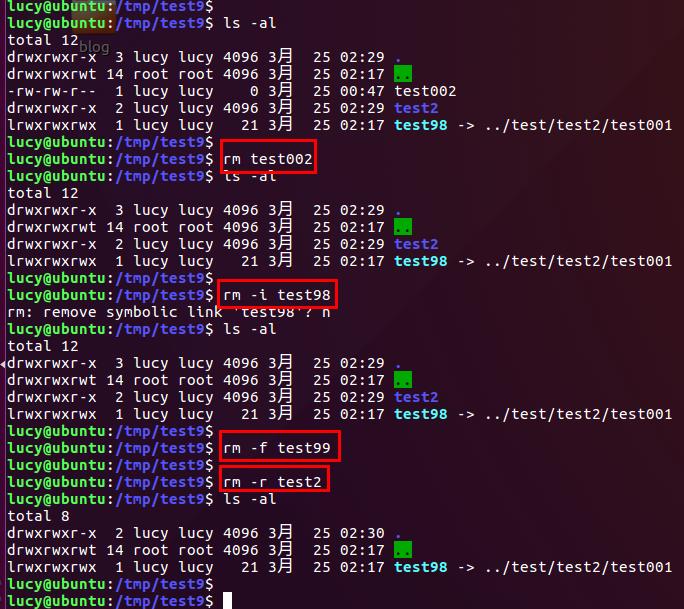 lucy@ubuntu:/tmp/test9$
lucy@ubuntu:/tmp/test9$ ls -al
total 12
blog
drwxrwxr-x  3 lucy lucy 4096 3月  25 02:29 .
drwxrwxrwt 14 root root 4096 3月  25 02:17 ..
-rw-rw-r--  1 lucy lucy    0 3月  25 00:47 test002
drwxrwxr-x  2 lucy lucy 4096 3月  25 02:29 test2
lrwxrwxrwx  1 lucy lucy   21 3月  25 02:17 test98 -> ../test/test2/test001
lucy@ubuntu:/tmp/test9$
lucy@ubuntu:/tmp/test9$ rm test002
lucy@ubuntu:/tmp/test9$ ls -al
total 12
drwxrwxr-x  3 lucy lucy 4096 3月  25 02:29 .
drwxrwxrwt 14 root root 4096 3月  25 02:17 ..
drwxrwxr-x  2 lucy lucy 4096 3月  25 02:29 test2
lrwxrwxrwx  1 lucy lucy   21 3月  25 02:17 test98 -> ../test/test2/test001
lucy@ubuntu:/tmp/test9$
lucy@ubuntu:/tmp/test9$ rm -i test98
rm: remove symbolic link 'test98'? n
lucy@ubuntu:/tmp/test9$ ls -al
total 12
drwxrwxr-x  3 lucy lucy 4096 3月  25 02:29 .
drwxrwxrwt 14 root root 4096 3月  25 02:17 ..
drwxrwxr-x  2 lucy lucy 4096 3月  25 02:29 test2
lrwxrwxrwx  1 lucy lucy   21 3月  25 02:17 test98 -> ../test/test2/test001
lucy@ubuntu:/tmp/test9$
lucy@ubuntu:/tmp/test9$ rm -f test99
lucy@ubuntu:/tmp/test9$
lucy@ubuntu:/tmp/test9$ rm -r test2
lucy@ubuntu:/tmp/test9$ ls -al
total 8
drwxrwxr-x  2 lucy lucy 4096 3月  25 02:30 .
drwxrwxrwt 14 root root 4096 3月  25 02:17 ..
lrwxrwxrwx  1 lucy lucy   21 3月  25 02:17 test98 -> ../test/test2/test001
lucy@ubuntu:/tmp/test9$
lucy@ubuntu:/tmp/test9$